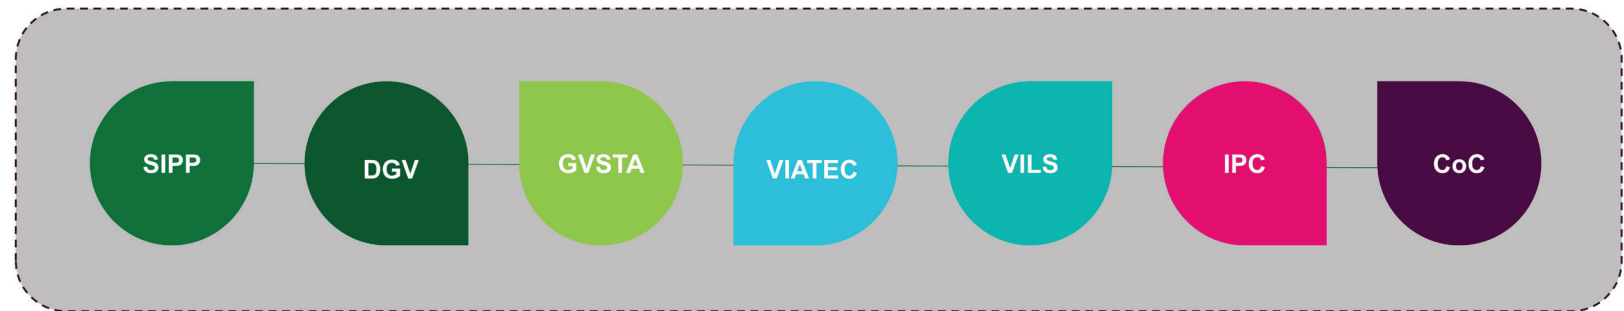 SIPP
DGV
GVSTA
VIATEC
VILS
IPC
CoC